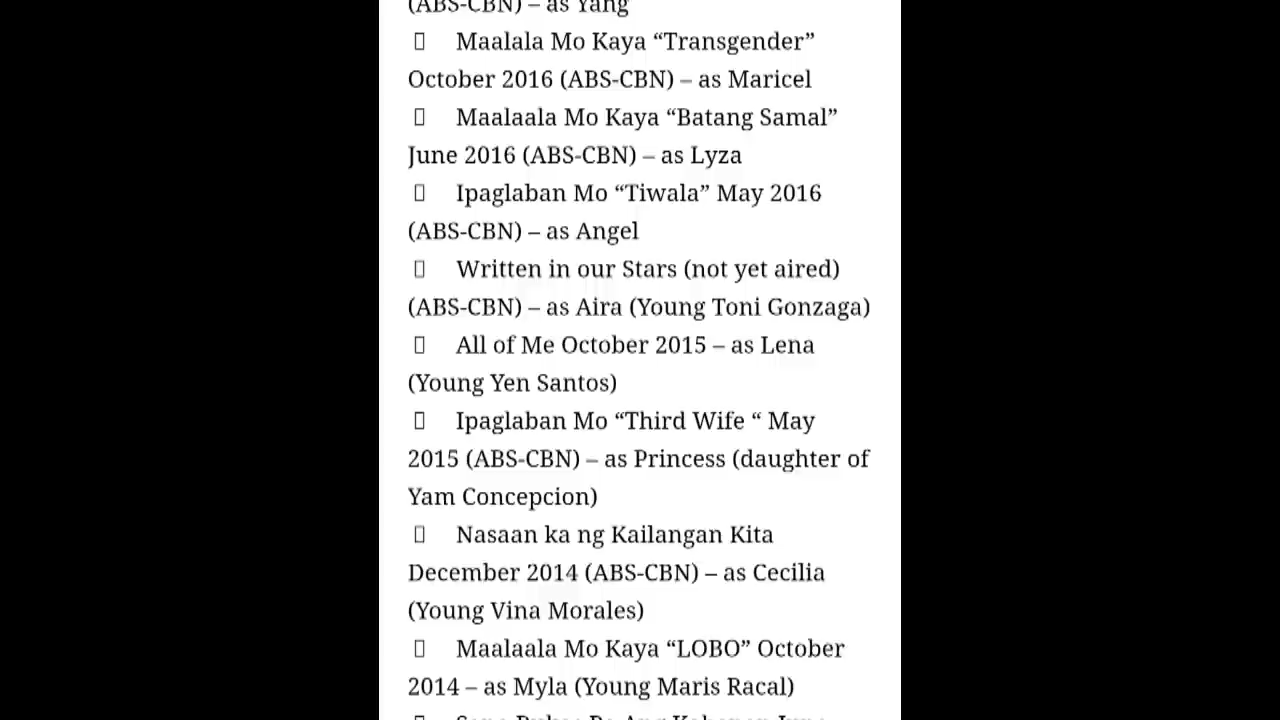 (ABS-CBN) – as Yang
▯ Maalala Mo Kaya “Transgender”
October 2016 (ABS-CBN) – as Maricel
▯ Maalaala Mo Kaya “Batang Samal”
June 2016 (ABS-CBN) – as Lyza
▯ Ipaglaban Mo “Tiwala” May 2016
(ABS-CBN) – as Angel
▯ Written in our Stars (not yet aired)
(ABS-CBN) – as Aira (Young Toni Gonzaga)
▯ All of Me October 2015 – as Lena
(Young Yen Santos)
▯ Ipaglaban Mo “Third Wife “ May
2015 (ABS-CBN) – as Princess (daughter of
Yam Concepcion)
▯ Nasaan ka ng Kailangan Kita
December 2014 (ABS-CBN) – as Cecilia
(Young Vina Morales)
▯ Maalaala Mo Kaya “LOBO” October
2014 – as Myla (Young Maris Racal)